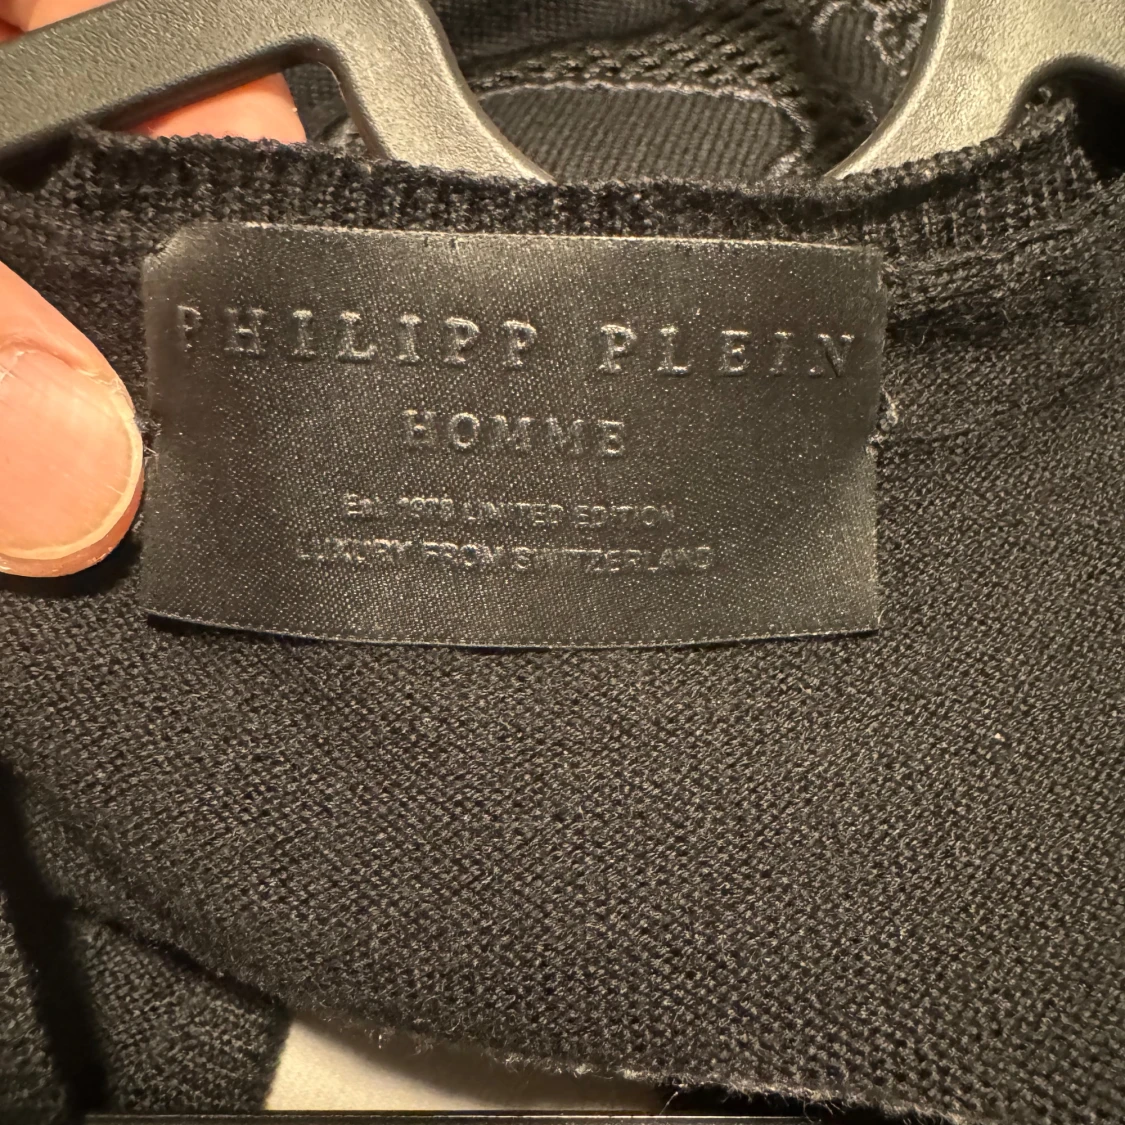 PHILIPP PLEIN
HOMME
Est. 1978 LIMITED EDITION
LUXURY FROM SWITZERLAND